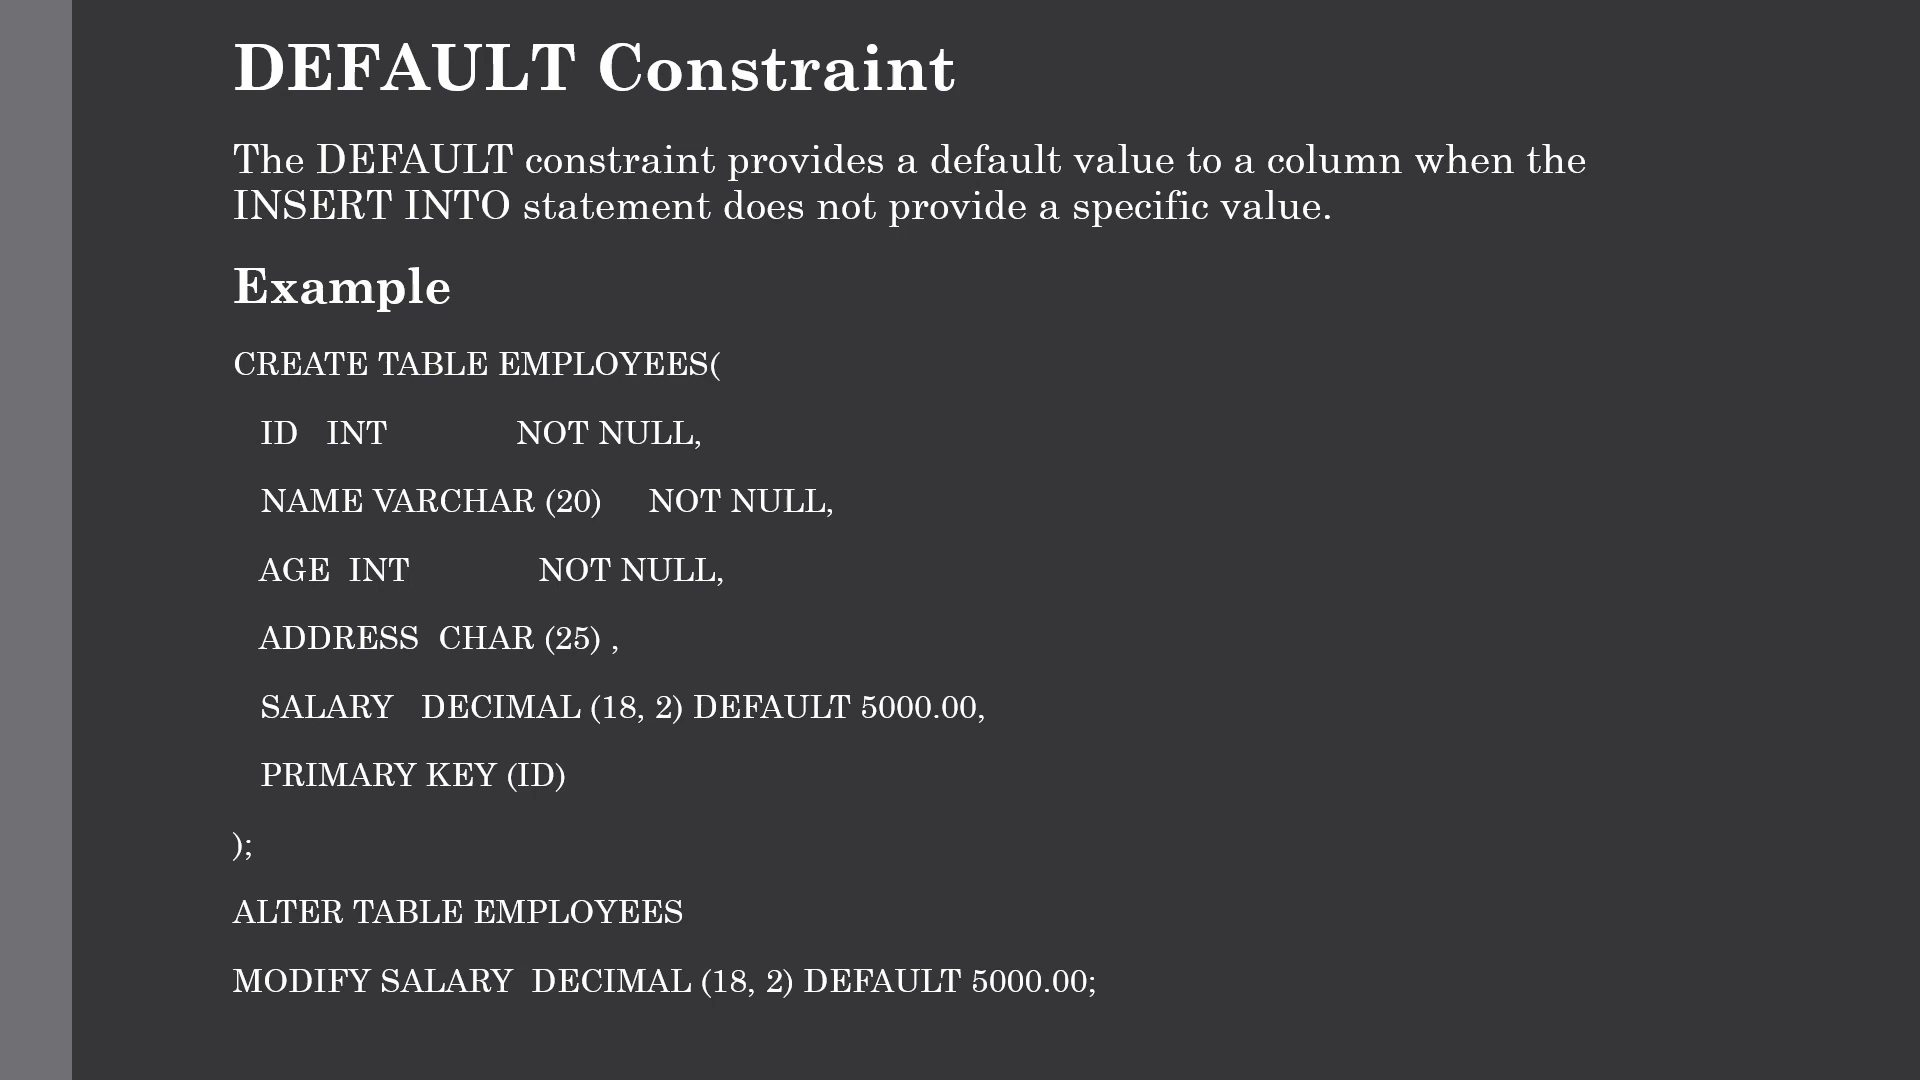 DEFAULT Constraint
The DEFAULT constraint provides a default value to a column when the
INSERT INTO statement does not provide a specific value.
Example
CREATE TABLE EMPLOYEES(
ID INT NOT NULL,
NAME VARCHAR (20) NOT NULL,
AGE INT NOT NULL,
ADDRESS CHAR (25) ,
SALARY DECIMAL (18, 2) DEFAULT 5000.00,
PRIMARY KEY (ID)
);
ALTER TABLE EMPLOYEES
MODIFY SALARY DECIMAL (18, 2) DEFAULT 5000.00;